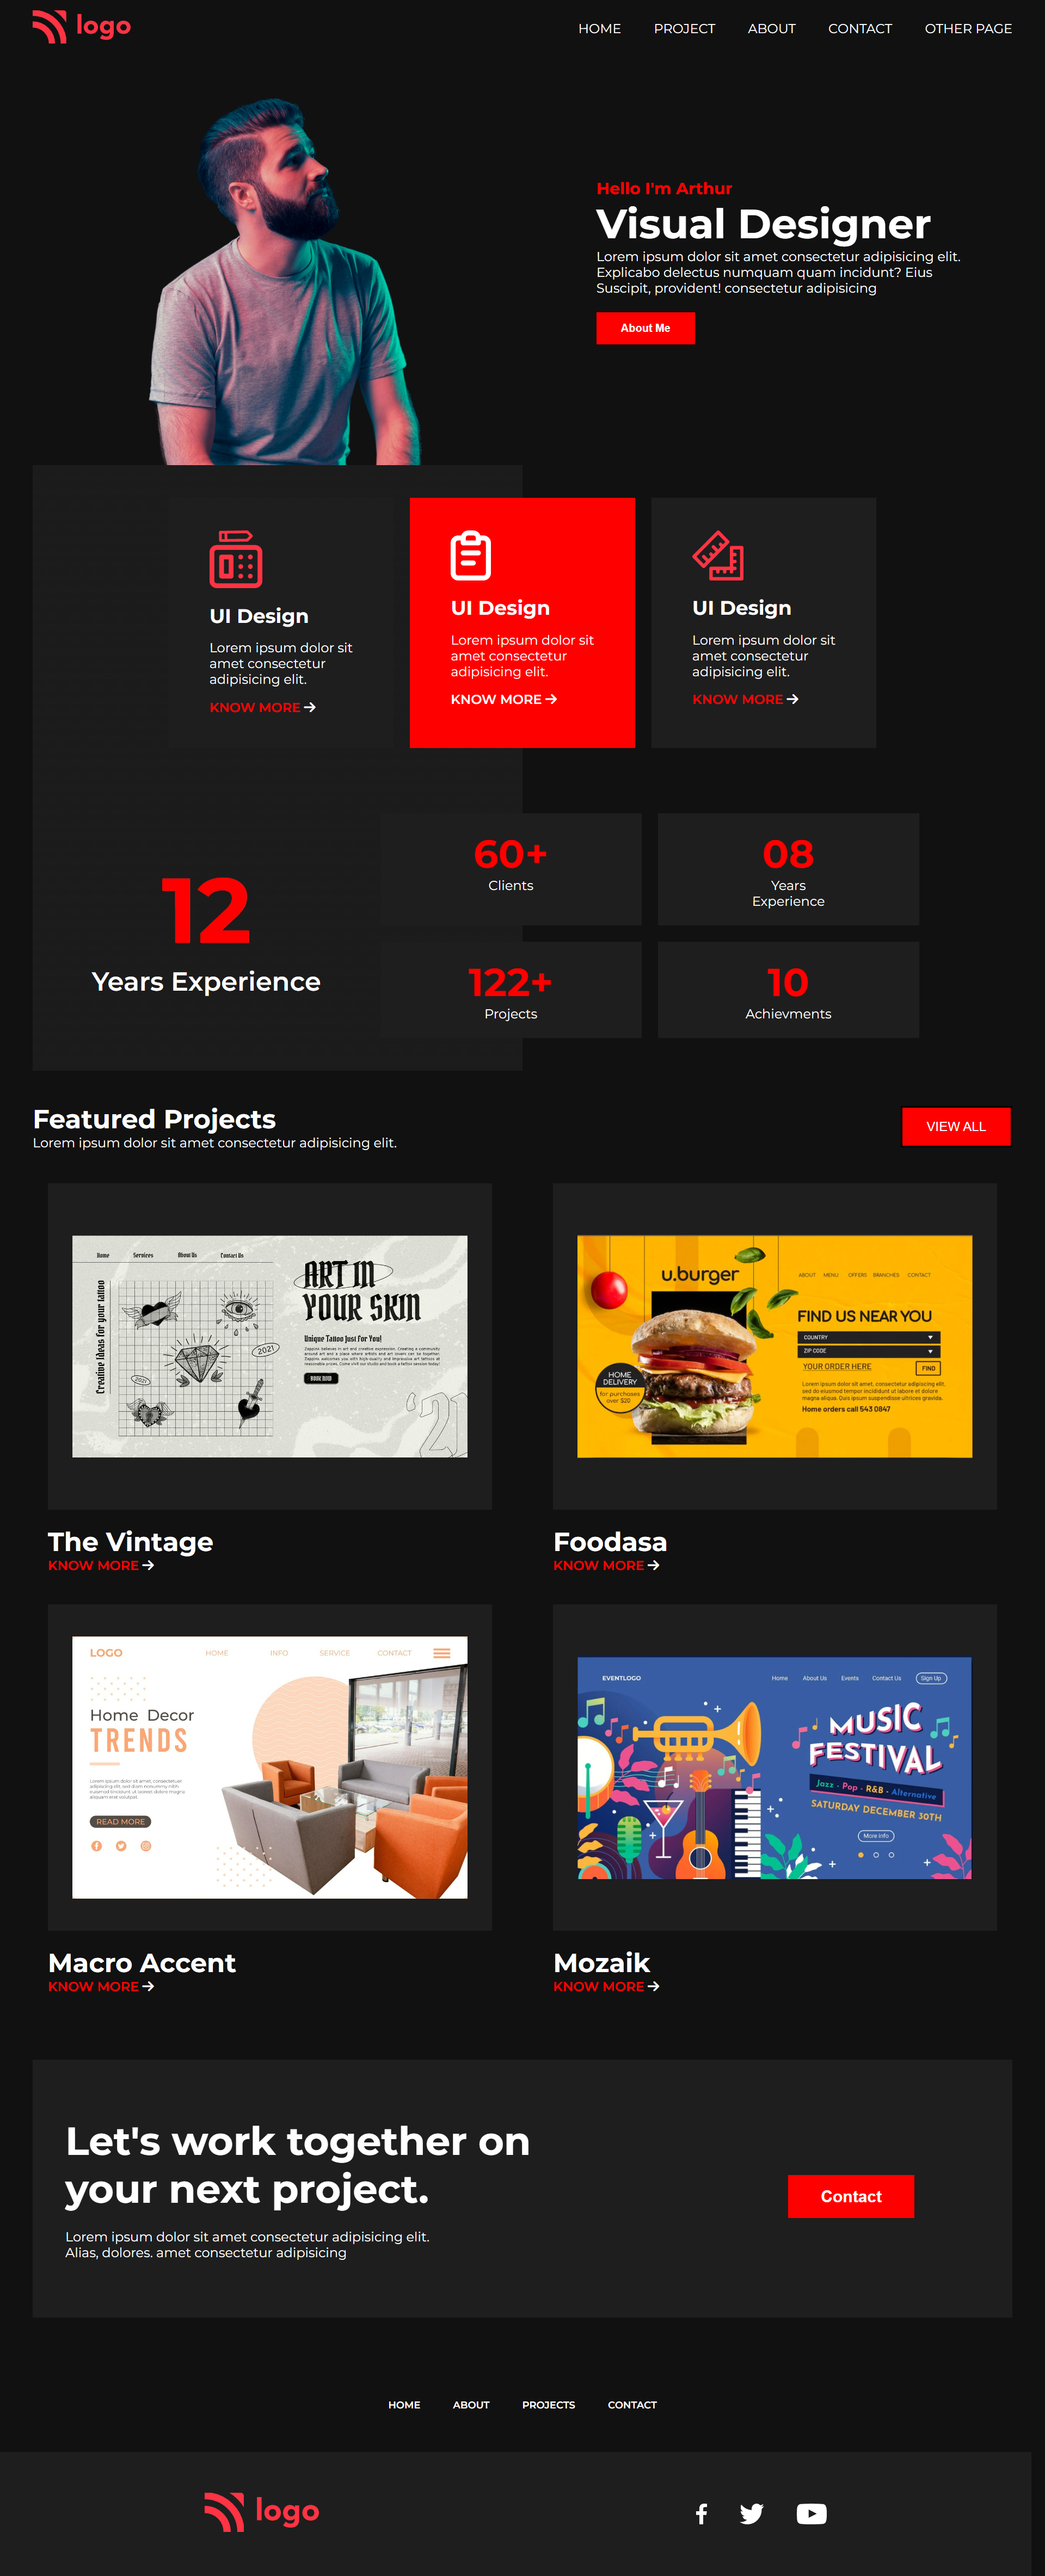 logo
HOME PROJECT ABOUT CONTACT OTHER PAGE
Hello I'm Arthur
Visual Designer
Lorem ipsum dolor sit amet consectetur adipisicing elit.
Explicabo delectus numquam quam incidunt? Eius
Suscipit, provident! consectetur adipisicing
About Me
UI Design
Lorem ipsum dolor sit
amet consectetur
adipisicing elit.
KNOW MORE
UI Design
Lorem ipsum dolor sit
amet consectetur
adipisicing elit.
KNOW MORE
UI Design
Lorem ipsum dolor sit
amet consectetur
adipisicing elit.
KNOW MORE
12
Years Experience
60+
Clients
08
Years
Experience
122+
Projects
10
Achievments
Featured Projects
Lorem ipsum dolor sit amet consectetur adipisicing elit.
VIEW ALL
Home Services About Us Contact Us
Creative Ideas for your tattoo
2021
2021
ART IN
YOUR SKIN
Unique Tattoo Just for You!
BOOK NOW
'21
The Vintage
KNOW MORE
u.burger
ABOUT MENU OFFERS BRANCHES CONTACT
FIND US NEAR YOU
COUNTRY
ZIP CODE
YOUR ORDER HERE
FIND
HOME
DELIVERY
for purchases
over $20
Home orders call 543 0847
Foodasa
KNOW MORE
LOGO
HOME INFO SERVICE CONTACT
Home Decor
TRENDS
READ MORE
Macro Accent
KNOW MORE
EVENTLOGO
Home About Us Events Contact Us Sign Up
MUSIC
FESTIVAL
Jazz - Pop - R&B - Alternative
SATURDAY DECEMBER 30TH
More info
Mozaik
KNOW MORE
Let's work together on
your next project.
Lorem ipsum dolor sit amet consectetur adipisicing elit.
Alias, dolores. amet consectetur adipisicing
Contact
HOME ABOUT PROJECTS CONTACT
logo